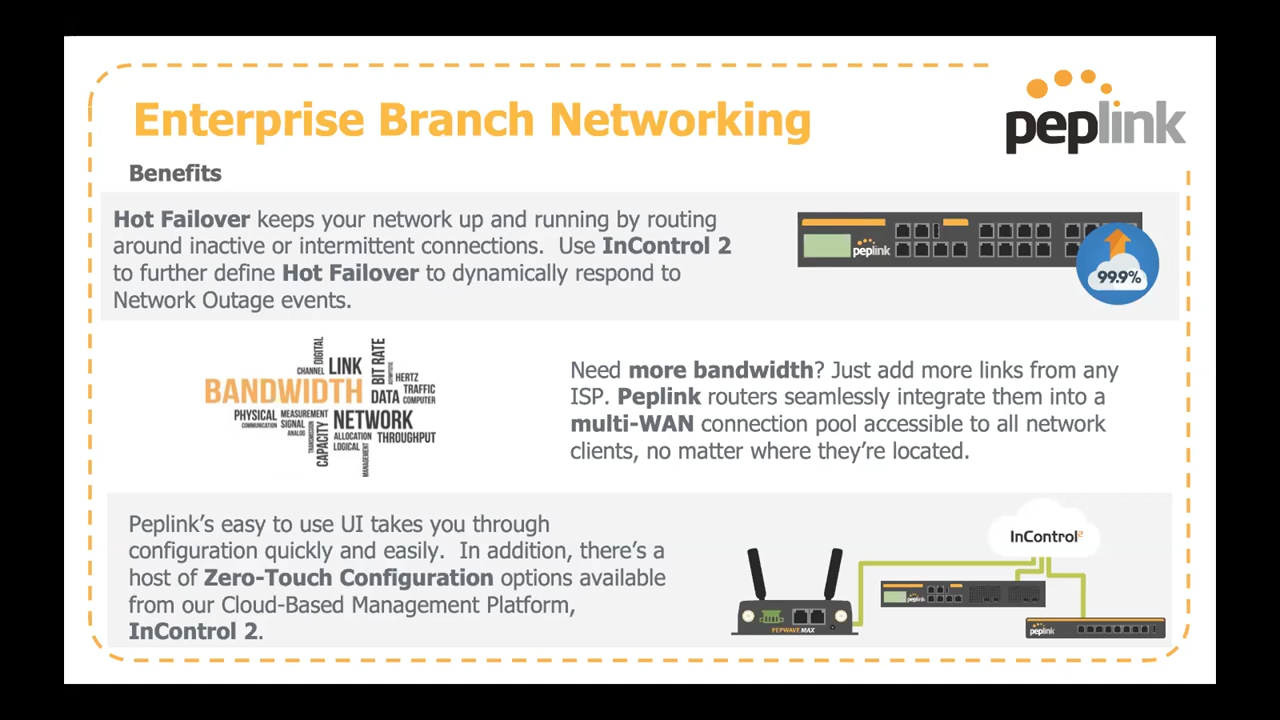 Enterprise Branch Networking
peplink
Benefits
Hot Failover keeps your network up and running by routing
around inactive or intermittent connections.  Use InControl 2
to further define Hot Failover to dynamically respond to
Network Outage events.
peplink
99.9%
DIGITAL
CHANNEL
LINK
BIT RATE
HERTZ
BANDWIDTH
DATA
TRAFFIC
COMPUTER
PHYSICAL
COMMUNICATION
MEASUREMENT
SIGNAL
ANALOG
TRANSMISSION
CAPACITY
NETWORK
ALLOCATION
LOGICAL
MANAGEMENT
THROUGHPUT
Need more bandwidth? Just add more links from any
ISP. Peplink routers seamlessly integrate them into a
multi-WAN connection pool accessible to all network
clients, no matter where they’re located.
Peplink’s easy to use UI takes you through
configuration quickly and easily.  In addition, there’s a
host of Zero-Touch Configuration options available
from our Cloud-Based Management Platform,
InControl 2.
InControl²
peplink
PEPWAVE MAX
peplink